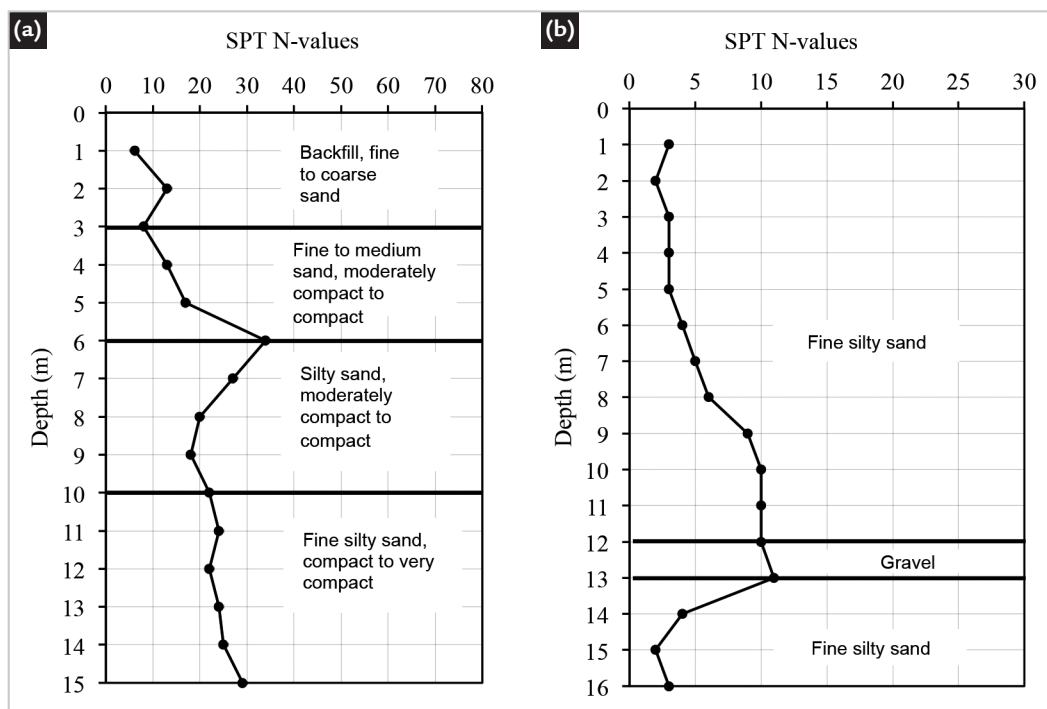 (a)
SPT N-values
0 10 20 30 40 50 60 70 80
Depth (m)
0
1
2
3
4
5
6
7
8
9
10
11
12
13
14
15
Backfill, fine
to coarse
sand
Fine to medium
sand, moderately
compact to
compact
Silty sand,
moderately
compact to
compact
Fine silty sand,
compact to very
compact
(b)
SPT N-values
0 5 10 15 20 25 30
Depth (m)
0
1
2
3
4
5
6
7
8
9
10
11
12
13
14
15
16
Fine silty sand
Gravel
Fine silty sand